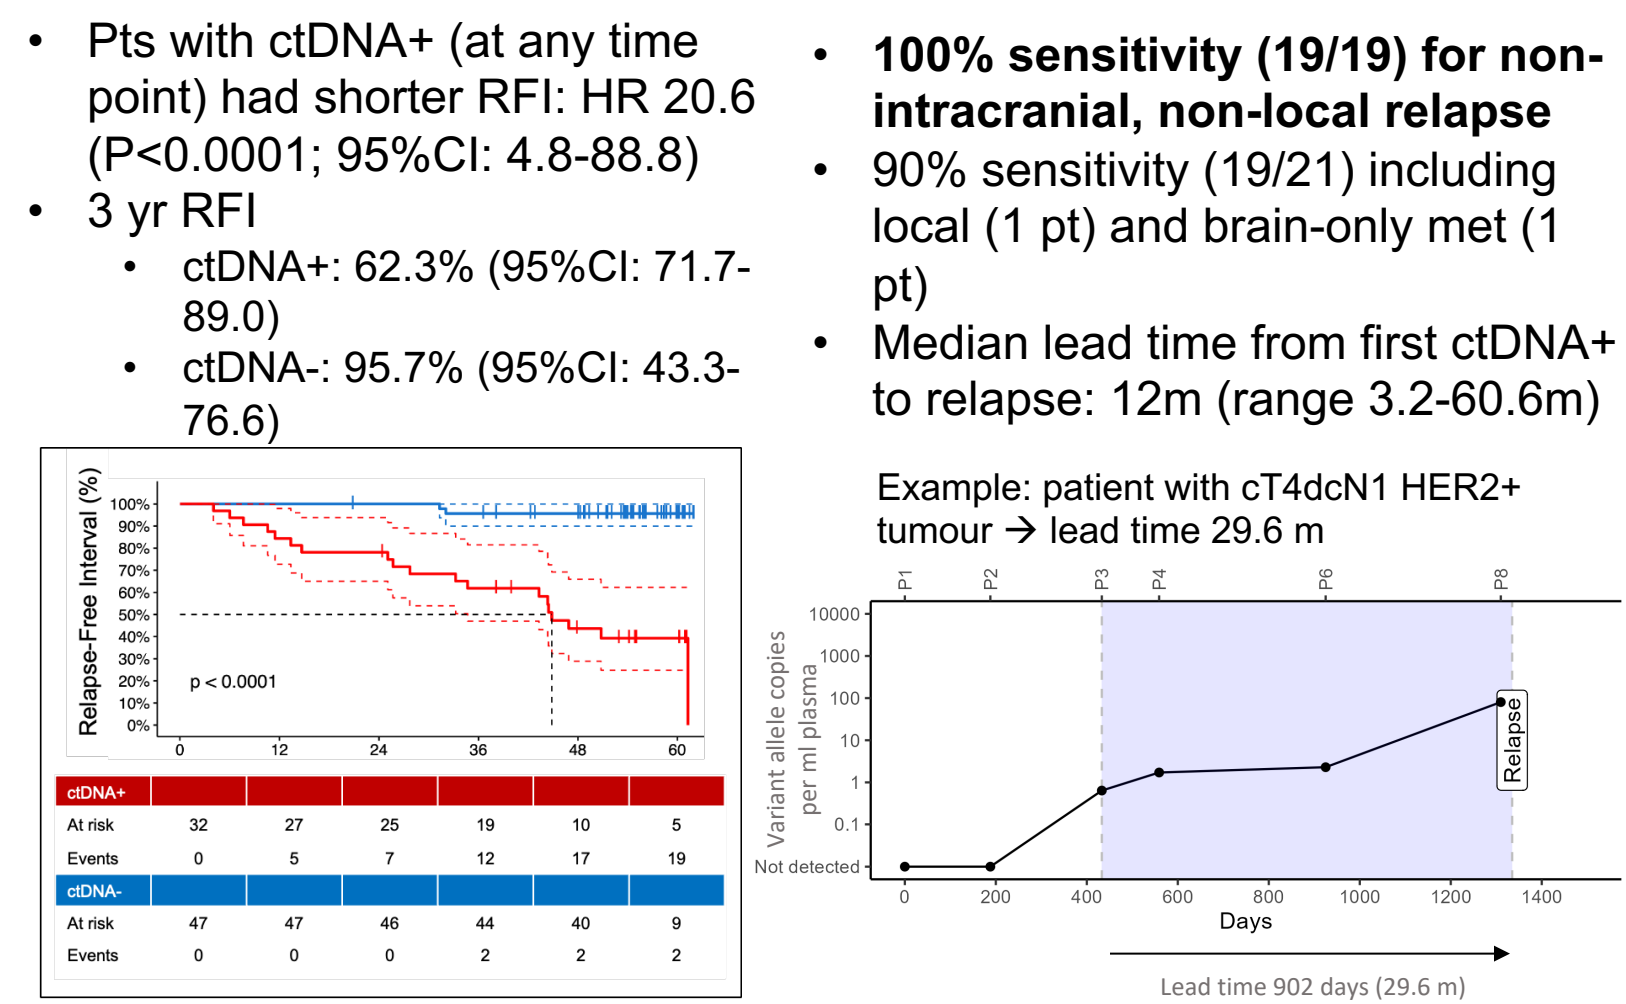 • Pts with ctDNA+ (at any time
point) had shorter RFI: HR 20.6
(P<0.0001; 95%CI: 4.8-88.8)
• 3 yr RFI
• ctDNA+: 62.3% (95%CI: 71.7-
89.0)
• ctDNA-: 95.7% (95%CI: 43.3-
76.6)
Relapse-Free Interval (%)
100%
90%
80%
70%
60%
50%
40%
30%
20%
10%
0%
p < 0.0001
0 12 24 36 48 60
ctDNA+
At risk 32 27 25 19 10 5
Events 0 5 7 12 17 19
ctDNA-
At risk 47 47 46 44 40 9
Events 0 0 0 2 2 2
• 100% sensitivity (19/19) for non-
intracranial, non-local relapse
• 90% sensitivity (19/21) including
local (1 pt) and brain-only met (1
pt)
• Median lead time from first ctDNA+
to relapse: 12m (range 3.2-60.6m)
Example: patient with cT4dcN1 HER2+
tumour → lead time 29.6 m
P1 P2 P3 P4 P6 P8
Variant allele copies
per ml plasma
10000
1000
100
10
1
0.1
Not detected
Relapse
0 200 400 600 800 1000 1200 1400
Days
Lead time 902 days (29.6 m)